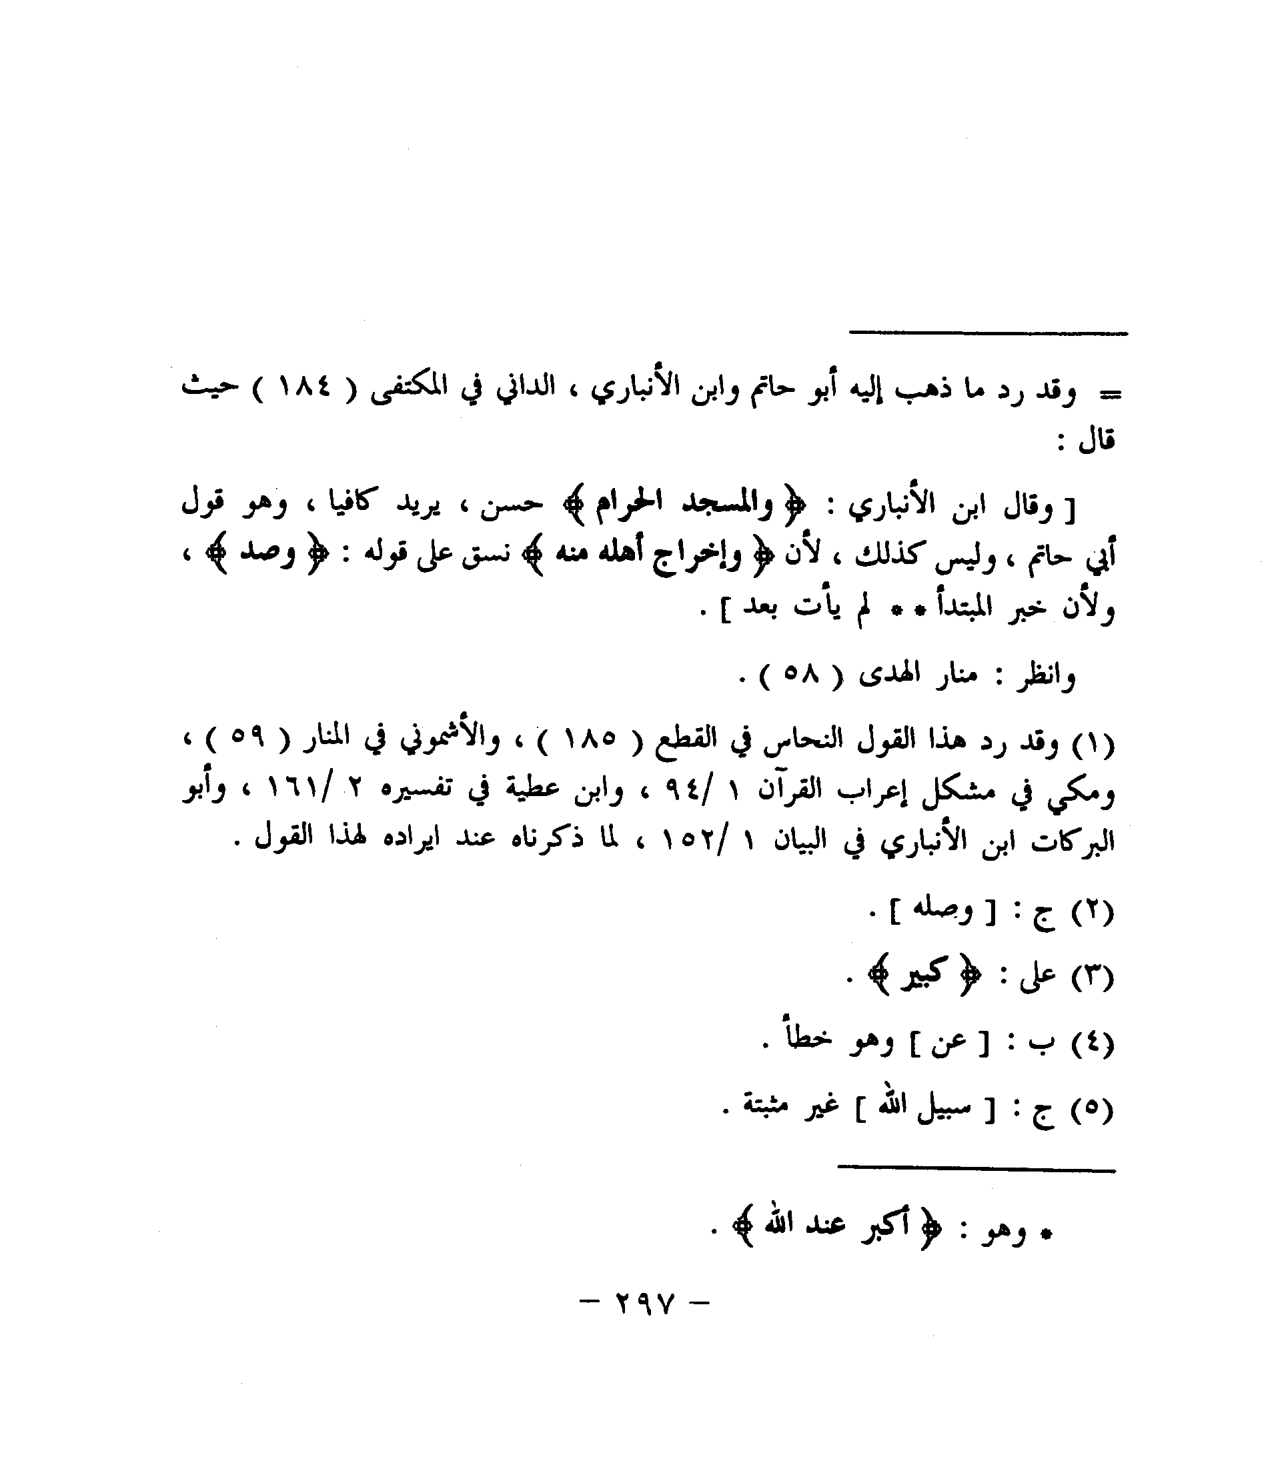 = وقد رد ما ذهب إليه أبو حاتم وابن الأنباري ، الداني في المكتفى ( ١٨٤ ) حيث
قال :
[ وقال ابن الأنباري : ﴿ والمسجد الحرام ﴾ حسن ، يريد كافيا ، وهو قول
أبي حاتم ، وليس كذلك ، لأن ﴿ وإخراج أهله منه ﴾ نسق على قوله : ﴿ وصد ﴾ ،
ولأن خبر المبتدأ ** لم يأت بعد ] .
وانظر : منار الهدى ( ٥٨ ) .
(١) وقد رد هذا القول النحاس في القطع ( ١٨٥ ) ، والأشموني في المنار ( ٥٩ ) ،
ومكي في مشكل إعراب القرآن ١ /٩٤ ، وابن عطية في تفسيره ٢ /١٦١ ، وأبو
البركات ابن الأنباري في البيان ١ /١٥٢ ، لما ذكرناه عند ايراده لهذا القول .
(٢) ج : [ وصله ] .
(٣) على : ﴿ كبير ﴾ .
(٤) ب : [ عن ] وهو خطأ .
(٥) ج : [ سبيل الله ] غير مثبتة .
* وهو : ﴿ أكبر عند الله ﴾ .
– ٢٩٧ –